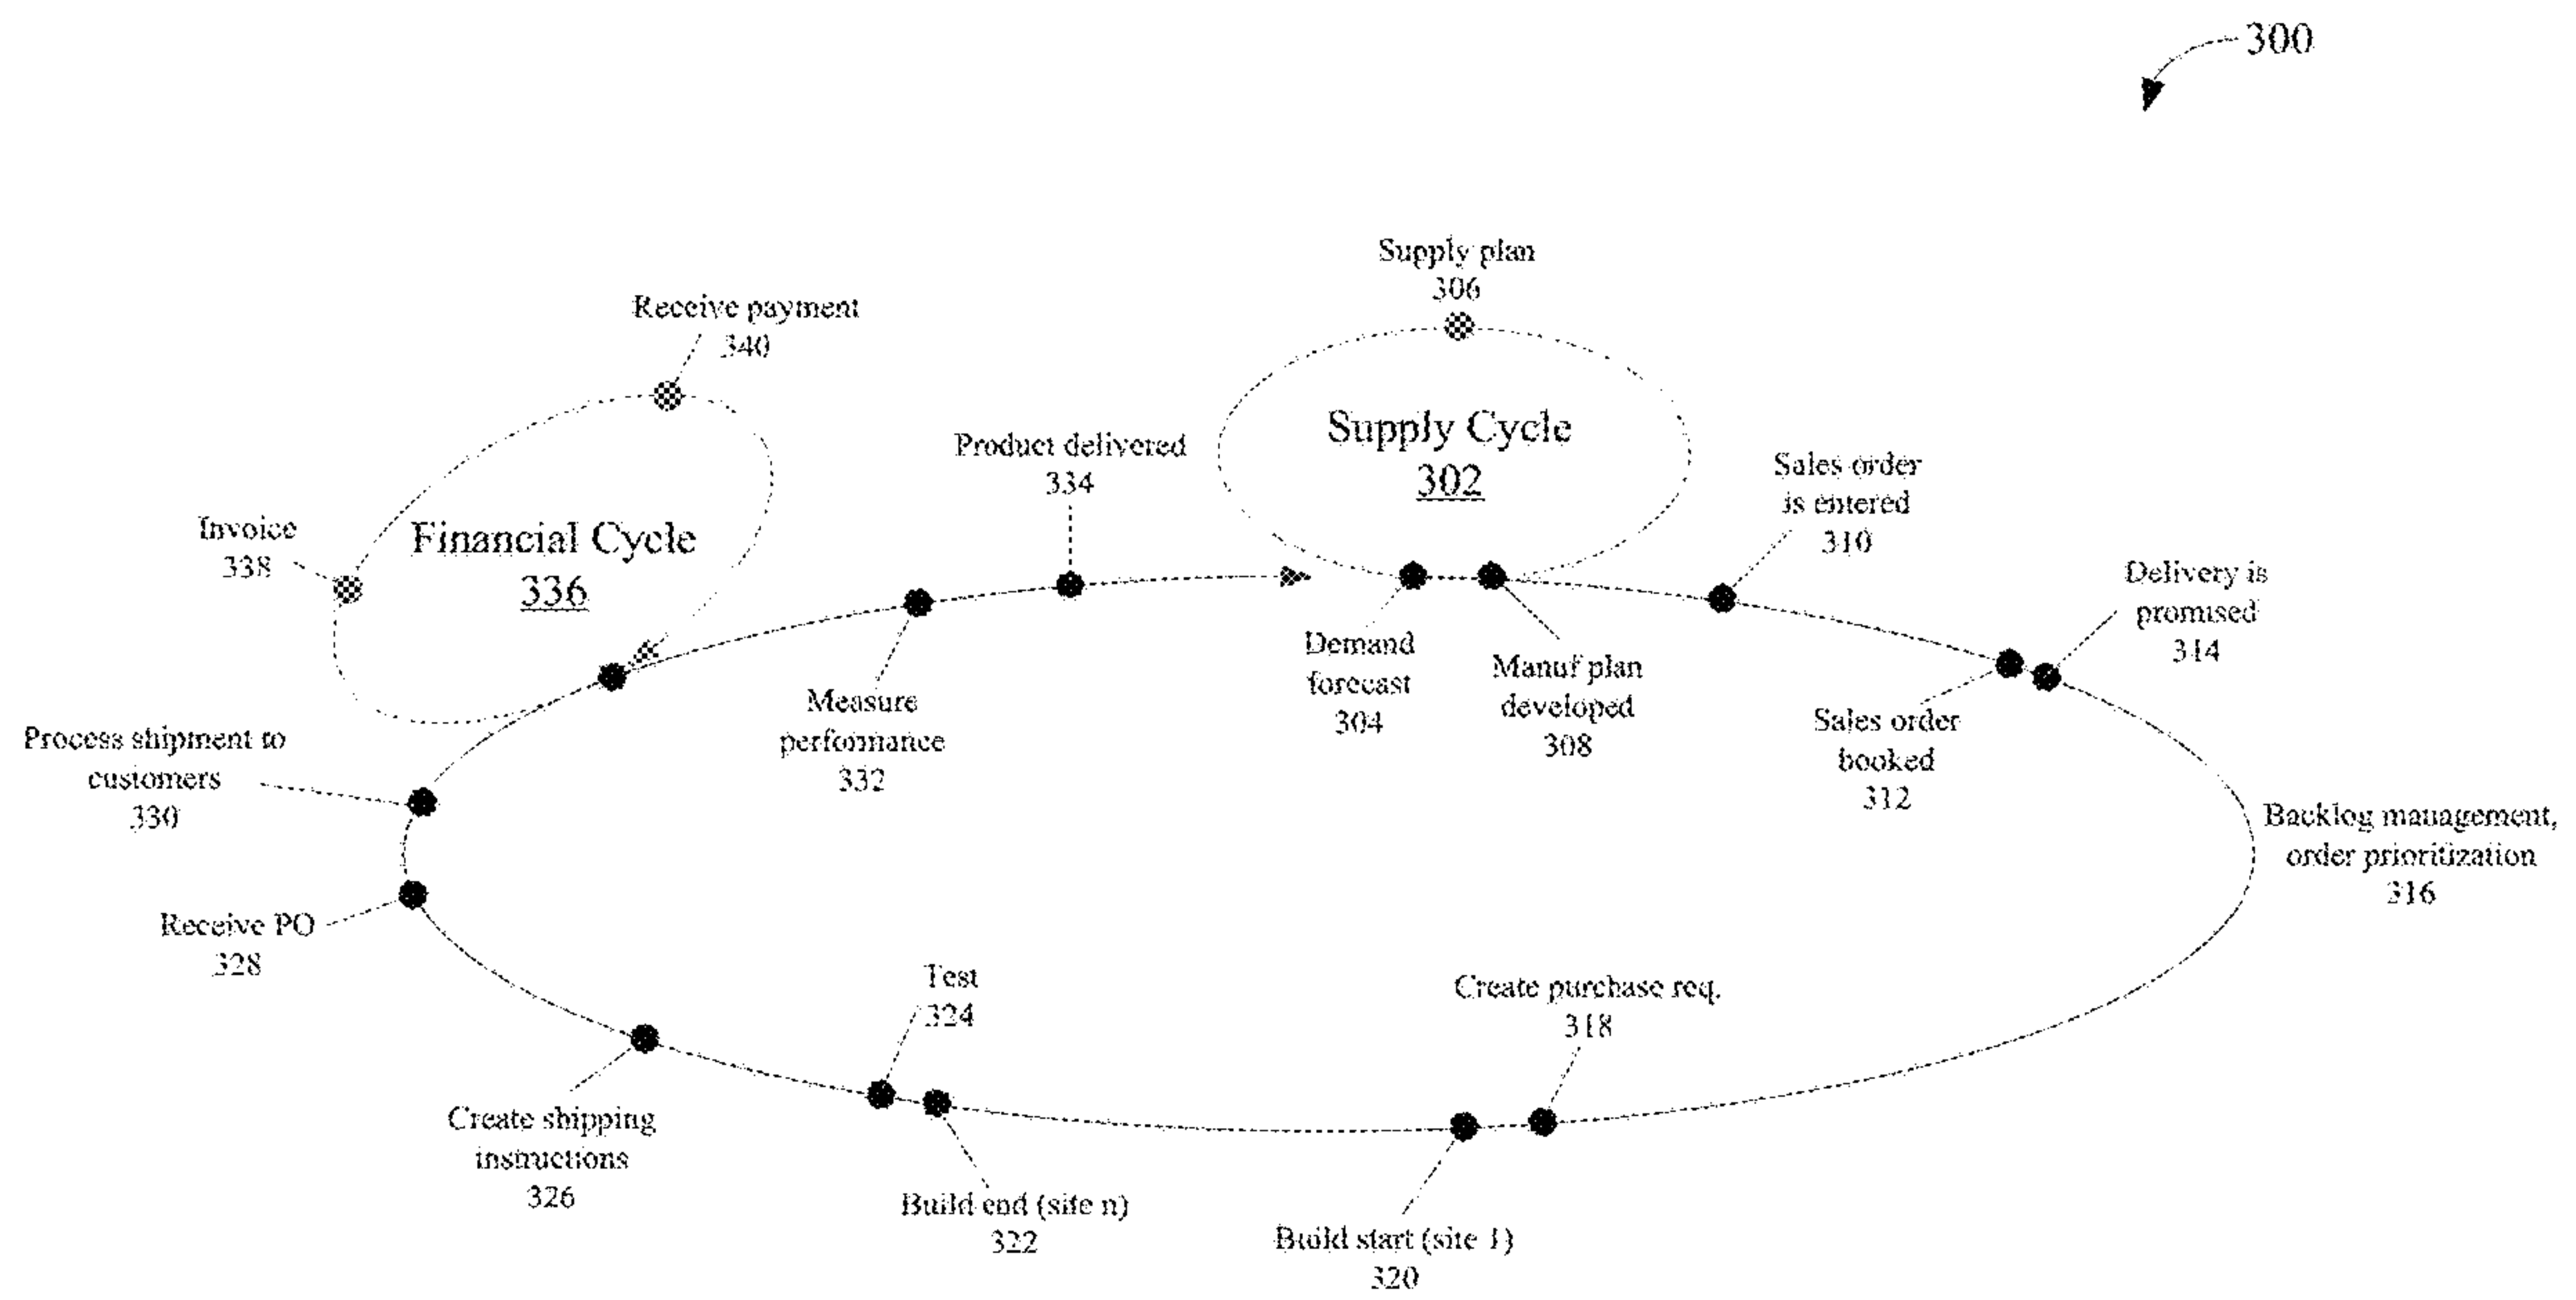 300
Supply plan
306
Receive payment
340
Supply Cycle
302
Product delivered
334
Sales order
is entered
310
Invoice
338
Financial Cycle
336
Delivery is
promised
314
Demand
forecast
304
Manuf plan
developed
308
Measure
performance
332
Sales order
booked
312
Process shipment to
customers
330
Backlog management,
order prioritization
316
Receive PO
328
Test
324
Create purchase req.
318
Create shipping
instructions
326
Build end (site n)
322
Build start (site 1)
320